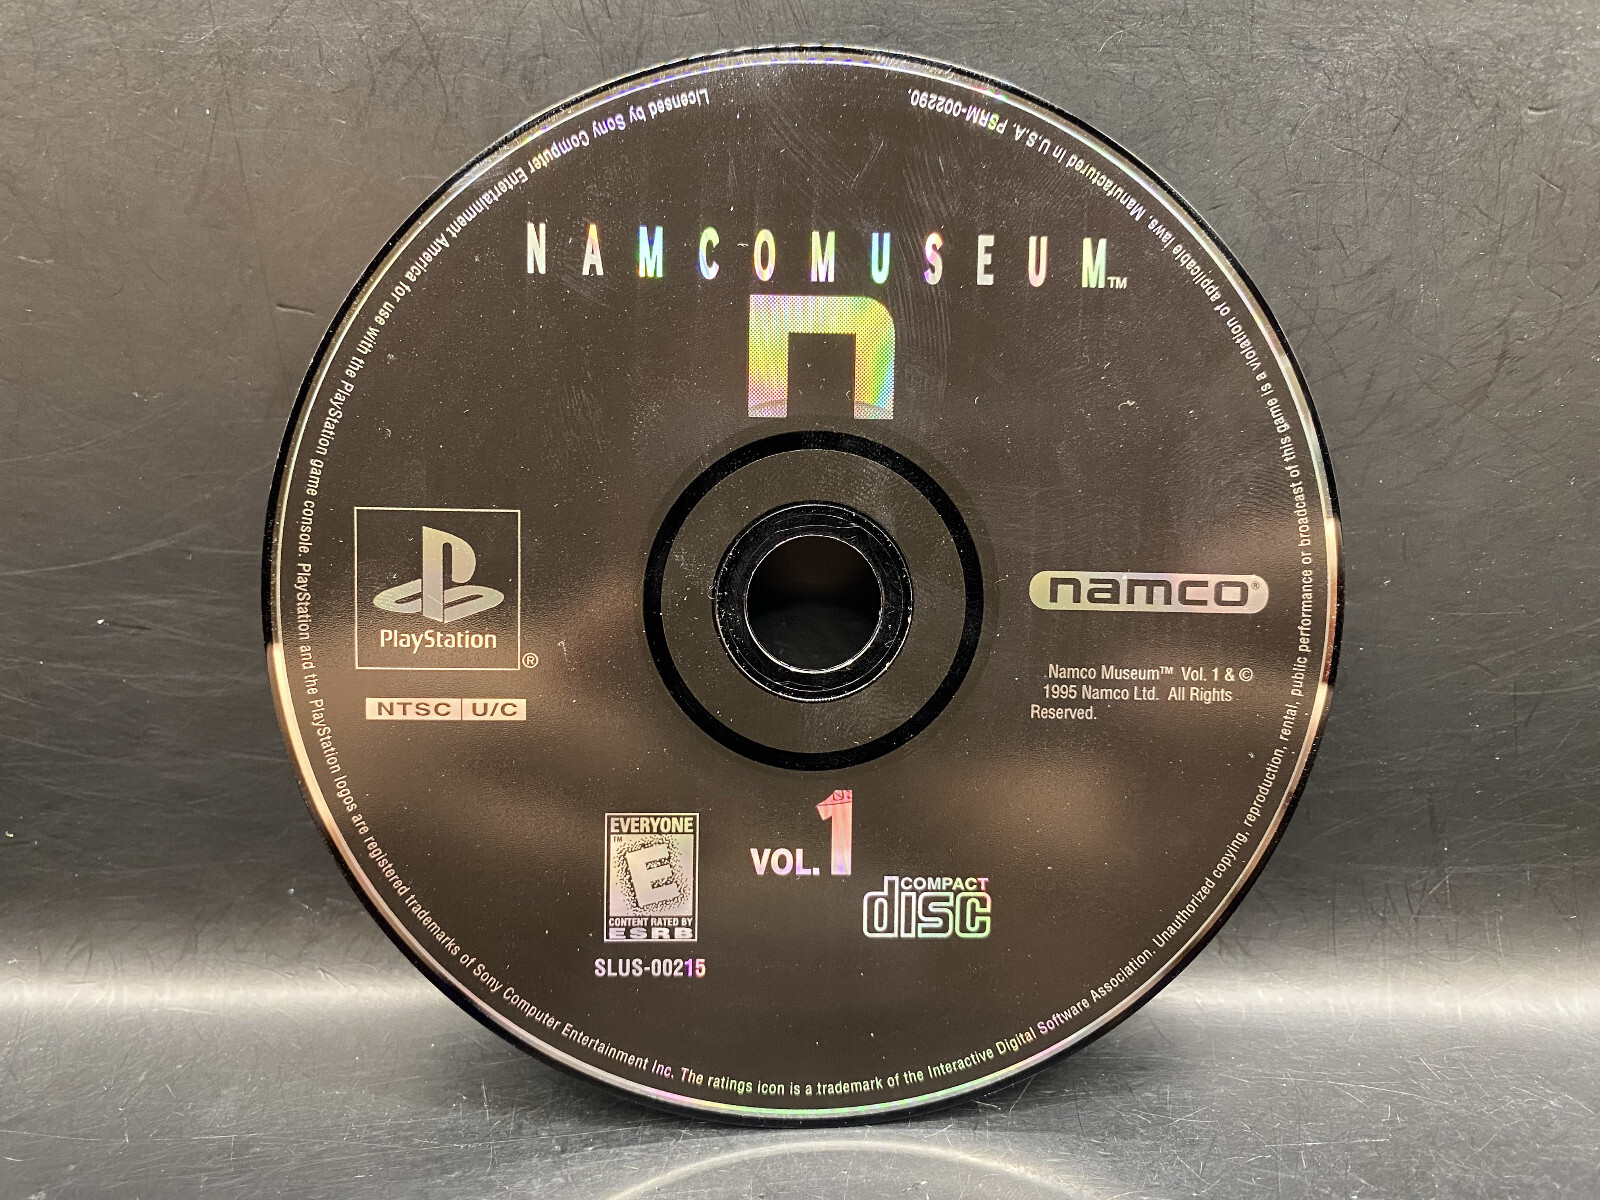 NAMCOMUSEUM™
n
PlayStation
®
NTSC U/C
namco®
Namco Museum™ Vol. 1 & ©
1995 Namco Ltd. All Rights
Reserved.
EVERYONE
™
E
CONTENT RATED BY
ESRB
SLUS-00215
VOL. 1
COMPACT
disc
Licensed by Sony Computer Entertainment America for use with the PlayStation game console. PlayStation and the PlayStation logos are registered trademarks of Sony Computer Entertainment Inc. The ratings icon is a trademark of the Interactive Digital Software Association. Unauthorized copying, reproduction, rental, public performance or broadcast of this game is a violation of applicable laws. Manufactured in U.S.A. PSRM-002290.